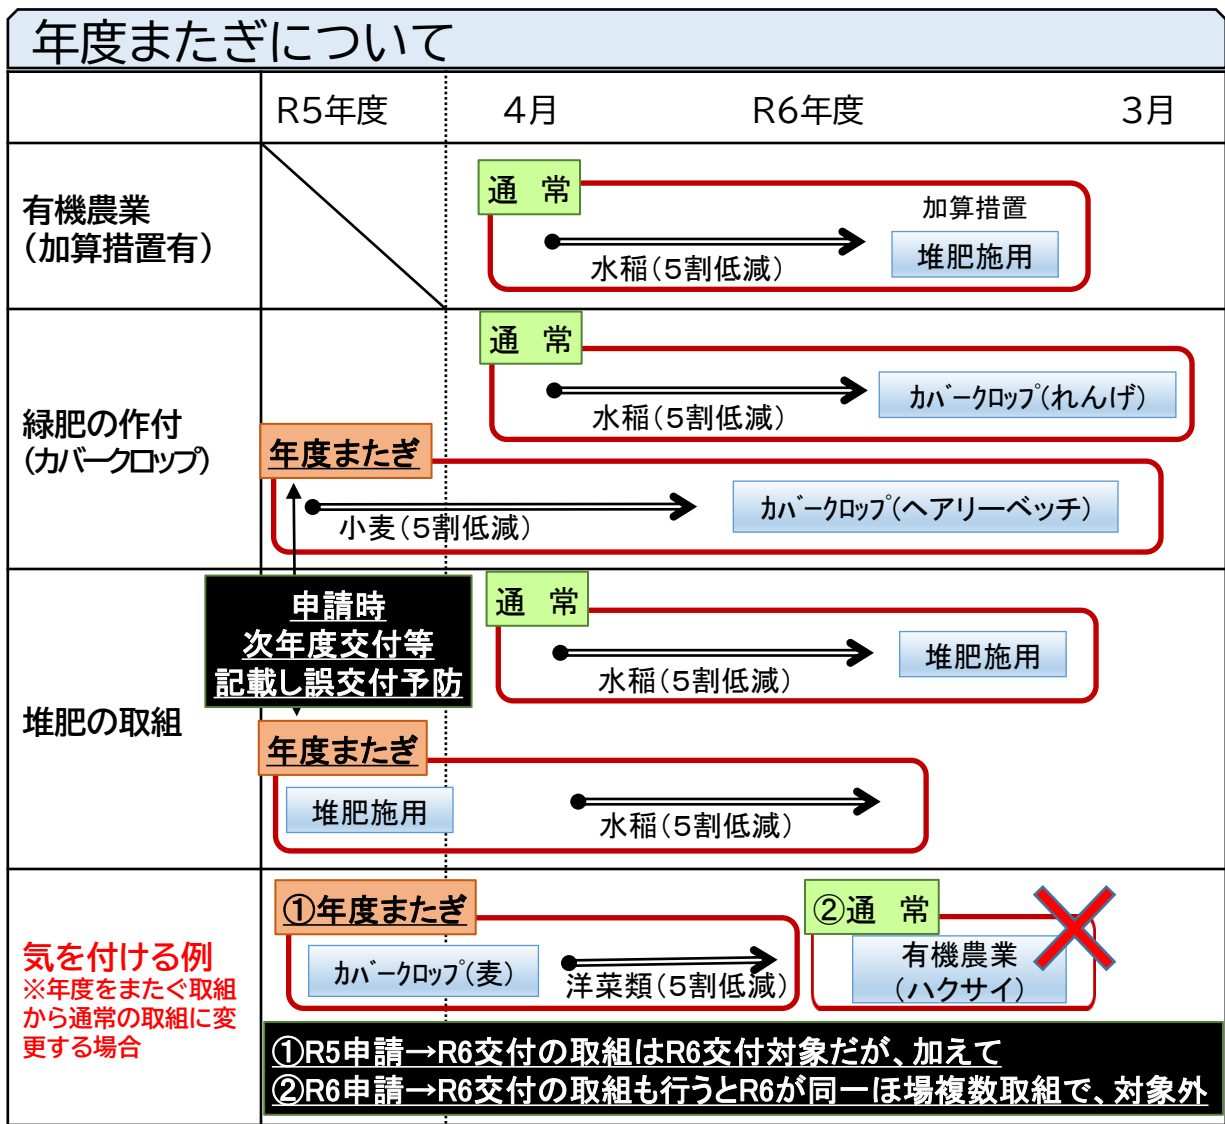 年度またぎについて
R5年度
4月
R6年度
3月
有機農業
（加算措置有）
通　常
加算措置
水稲（5割低減）
堆肥施用
緑肥の作付
（カバークロップ）
通　常
水稲（5割低減）
ｶﾊﾞｰｸﾛｯﾌﾟ（れんげ）
年度またぎ
小麦（5割低減）
ｶﾊﾞｰｸﾛｯﾌﾟ（ヘアリーベッチ）
申請時
次年度交付等
記載し誤交付予防
堆肥の取組
通　常
水稲（5割低減）
堆肥施用
年度またぎ
堆肥施用
水稲（5割低減）
気を付ける例
※年度をまたぐ取組
から通常の取組に変
更する場合
①年度またぎ
ｶﾊﾞｰｸﾛｯﾌﾟ（麦）
洋菜類（5割低減）
②通　常
有機農業
（ハクサイ）
①R5申請→R6交付の取組はR6交付対象だが、加えて
②R6申請→R6交付の取組も行うとR6が同一ほ場複数取組で、対象外